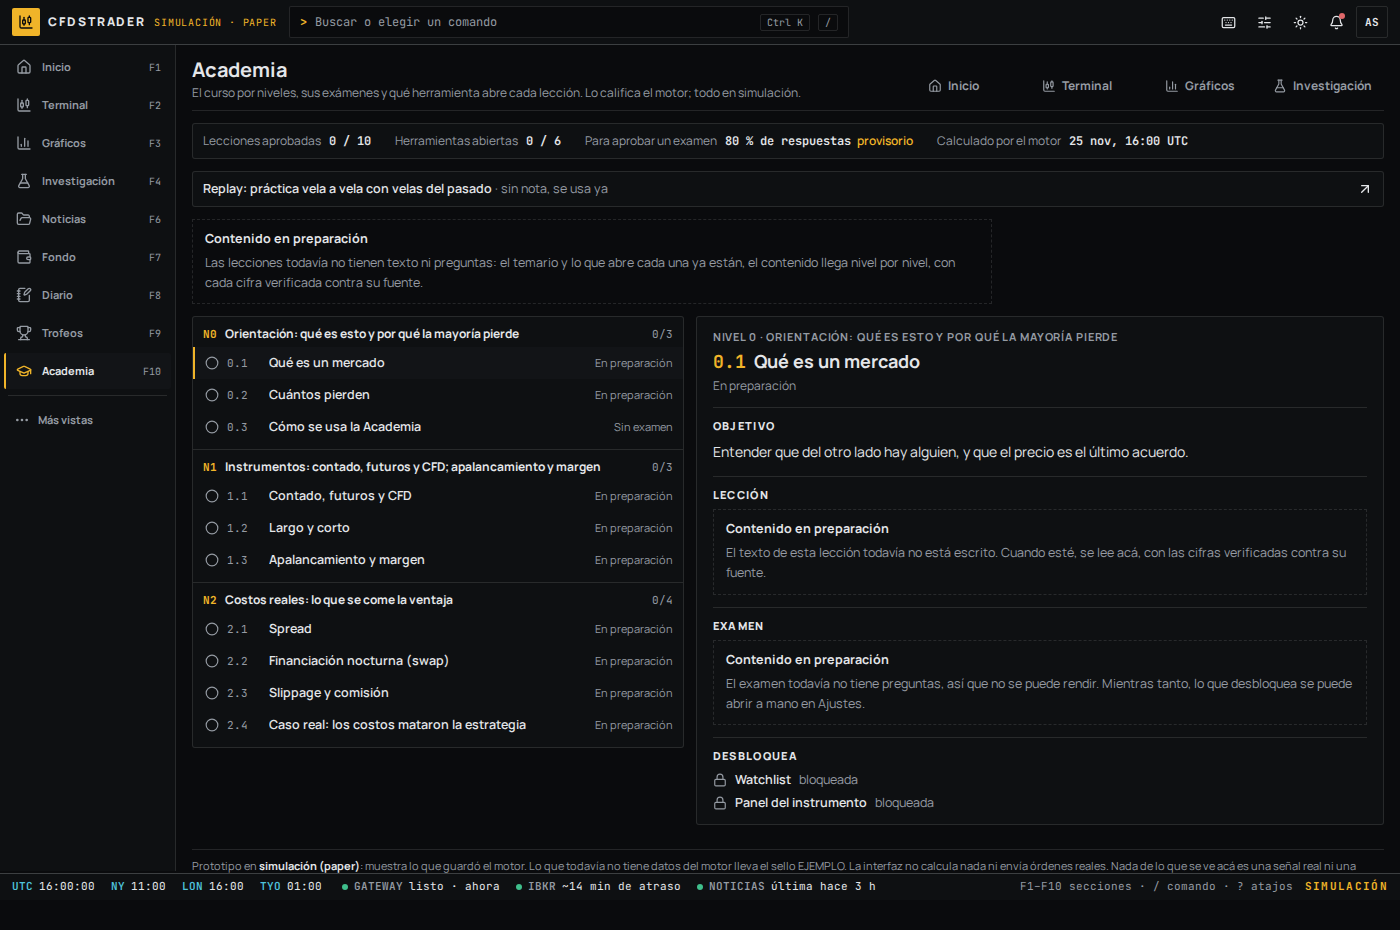 CFDSTRADER SIMULACIÓN · PAPER
> Buscar o elegir un comando Ctrl K /
AS
Inicio F1
Terminal F2
Gráficos F3
Investigación F4
Noticias F6
Fondo F7
Diario F8
Trofeos F9
Academia F10
Más vistas
Academia
El curso por niveles, sus exámenes y qué herramienta abre cada lección. Lo califica el motor; todo en simulación.
Inicio Terminal Gráficos Investigación
Lecciones aprobadas 0 / 10 Herramientas abiertas 0 / 6 Para aprobar un examen 80 % de respuestas provisorio Calculado por el motor 25 nov, 16:00 UTC
Replay: práctica vela a vela con velas del pasado · sin nota, se usa ya
Contenido en preparación
Las lecciones todavía no tienen texto ni preguntas: el temario y lo que abre cada una ya están, el contenido llega nivel por nivel, con
cada cifra verificada contra su fuente.
N0 Orientación: qué es esto y por qué la mayoría pierde 0/3
0.1 Qué es un mercado En preparación
0.2 Cuántos pierden En preparación
0.3 Cómo se usa la Academia Sin examen
N1 Instrumentos: contado, futuros y CFD; apalancamiento y margen 0/3
1.1 Contado, futuros y CFD En preparación
1.2 Largo y corto En preparación
1.3 Apalancamiento y margen En preparación
N2 Costos reales: lo que se come la ventaja 0/4
2.1 Spread En preparación
2.2 Financiación nocturna (swap) En preparación
2.3 Slippage y comisión En preparación
2.4 Caso real: los costos mataron la estrategia En preparación
NIVEL 0 · ORIENTACIÓN: QUÉ ES ESTO Y POR QUÉ LA MAYORÍA PIERDE
0.1 Qué es un mercado
En preparación
OBJETIVO
Entender que del otro lado hay alguien, y que el precio es el último acuerdo.
LECCIÓN
Contenido en preparación
El texto de esta lección todavía no está escrito. Cuando esté, se lee acá, con las cifras verificadas contra su
fuente.
EXAMEN
Contenido en preparación
El examen todavía no tiene preguntas, así que no se puede rendir. Mientras tanto, lo que desbloquea se puede
abrir a mano en Ajustes.
DESBLOQUEA
Watchlist bloqueada
Panel del instrumento bloqueada
Prototipo en simulación (paper): muestra lo que guardó el motor. Lo que todavía no tiene datos del motor lleva el sello EJEMPLO. La interfaz no calcula nada ni envía órdenes reales. Nada de lo que se ve acá es una señal real ni una
UTC 16:00:00 NY 11:00 LON 16:00 TYO 01:00 GATEWAY listo · ahora IBKR ~14 min de atraso NOTICIAS última hace 3 h F1–F10 secciones · / comando · ? atajos SIMULACIÓN